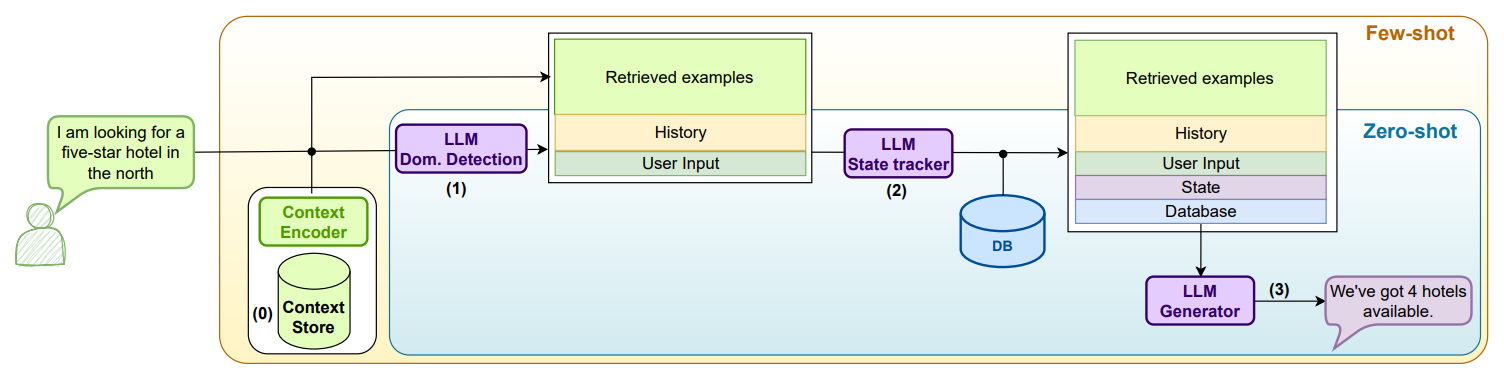 Few-shot
Zero-shot
I am looking for a
five-star hotel in
the north
Context
Encoder
(0)
Context
Store
LLM
Dom. Detection
(1)
Retrieved examples
History
User Input
LLM
State tracker
(2)
DB
Retrieved examples
History
User Input
State
Database
LLM
Generator
(3)
We've got 4 hotels
available.